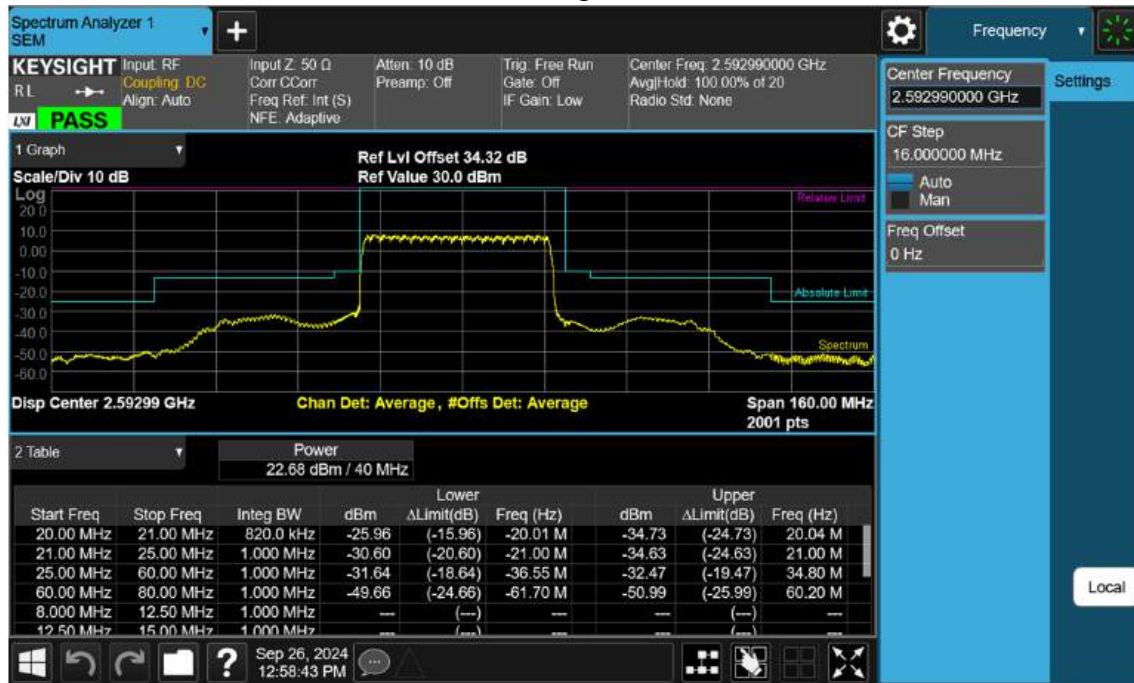 Spectrum Analyzer 1
SEM
Frequency
KEYSIGHT
RL
LXI PASS
Input: RF
Coupling: DC
Align: Auto
Input Z: 50 Ω
Corr CCorr
Freq Ref: Int (S)
NFE: Adaptive
Atten: 10 dB
Preamp: Off
Trig: Free Run
Gate: Off
IF Gain: Low
Center Freq: 2.592990000 GHz
Avg|Hold: 100.00% of 20
Radio Std: None
Center Frequency
2.592990000 GHz
Settings
CF Step
16.000000 MHz
Auto
Man
Freq Offset
0 Hz
Local
1 Graph
Scale/Div 10 dB
Ref Lvl Offset 34.32 dB
Ref Value 30.0 dBm
Log
20.0
10.0
0.00
-10.0
-20.0
-30.0
-40.0
-50.0
-60.0
Relative Limit
Absolute Limit
Spectrum
Disp Center 2.59299 GHz
Chan Det: Average, #Offs Det: Average
Span 160.00 MHz
2001 pts
2 Table
Power
22.68 dBm / 40 MHz
Lower Upper
Start Freq Stop Freq Integ BW dBm ΔLimit(dB) Freq (Hz) dBm ΔLimit(dB) Freq (Hz)
20.00 MHz 21.00 MHz 820.0 kHz -25.96 (-15.96) -20.01 M -34.73 (-24.73) 20.04 M
21.00 MHz 25.00 MHz 1.000 MHz -30.60 (-20.60) -21.00 M -34.63 (-24.63) 21.00 M
25.00 MHz 60.00 MHz 1.000 MHz -31.64 (-18.64) -36.55 M -32.47 (-19.47) 34.80 M
60.00 MHz 80.00 MHz 1.000 MHz -49.66 (-24.66) -61.70 M -50.99 (-25.99) 60.20 M
8.000 MHz 12.50 MHz 1.000 MHz --- (---) --- --- (---) ---
12.50 MHz 15.00 MHz 1.000 MHz --- (---) --- --- (---) ---
Sep 26, 2024
12:58:43 PM